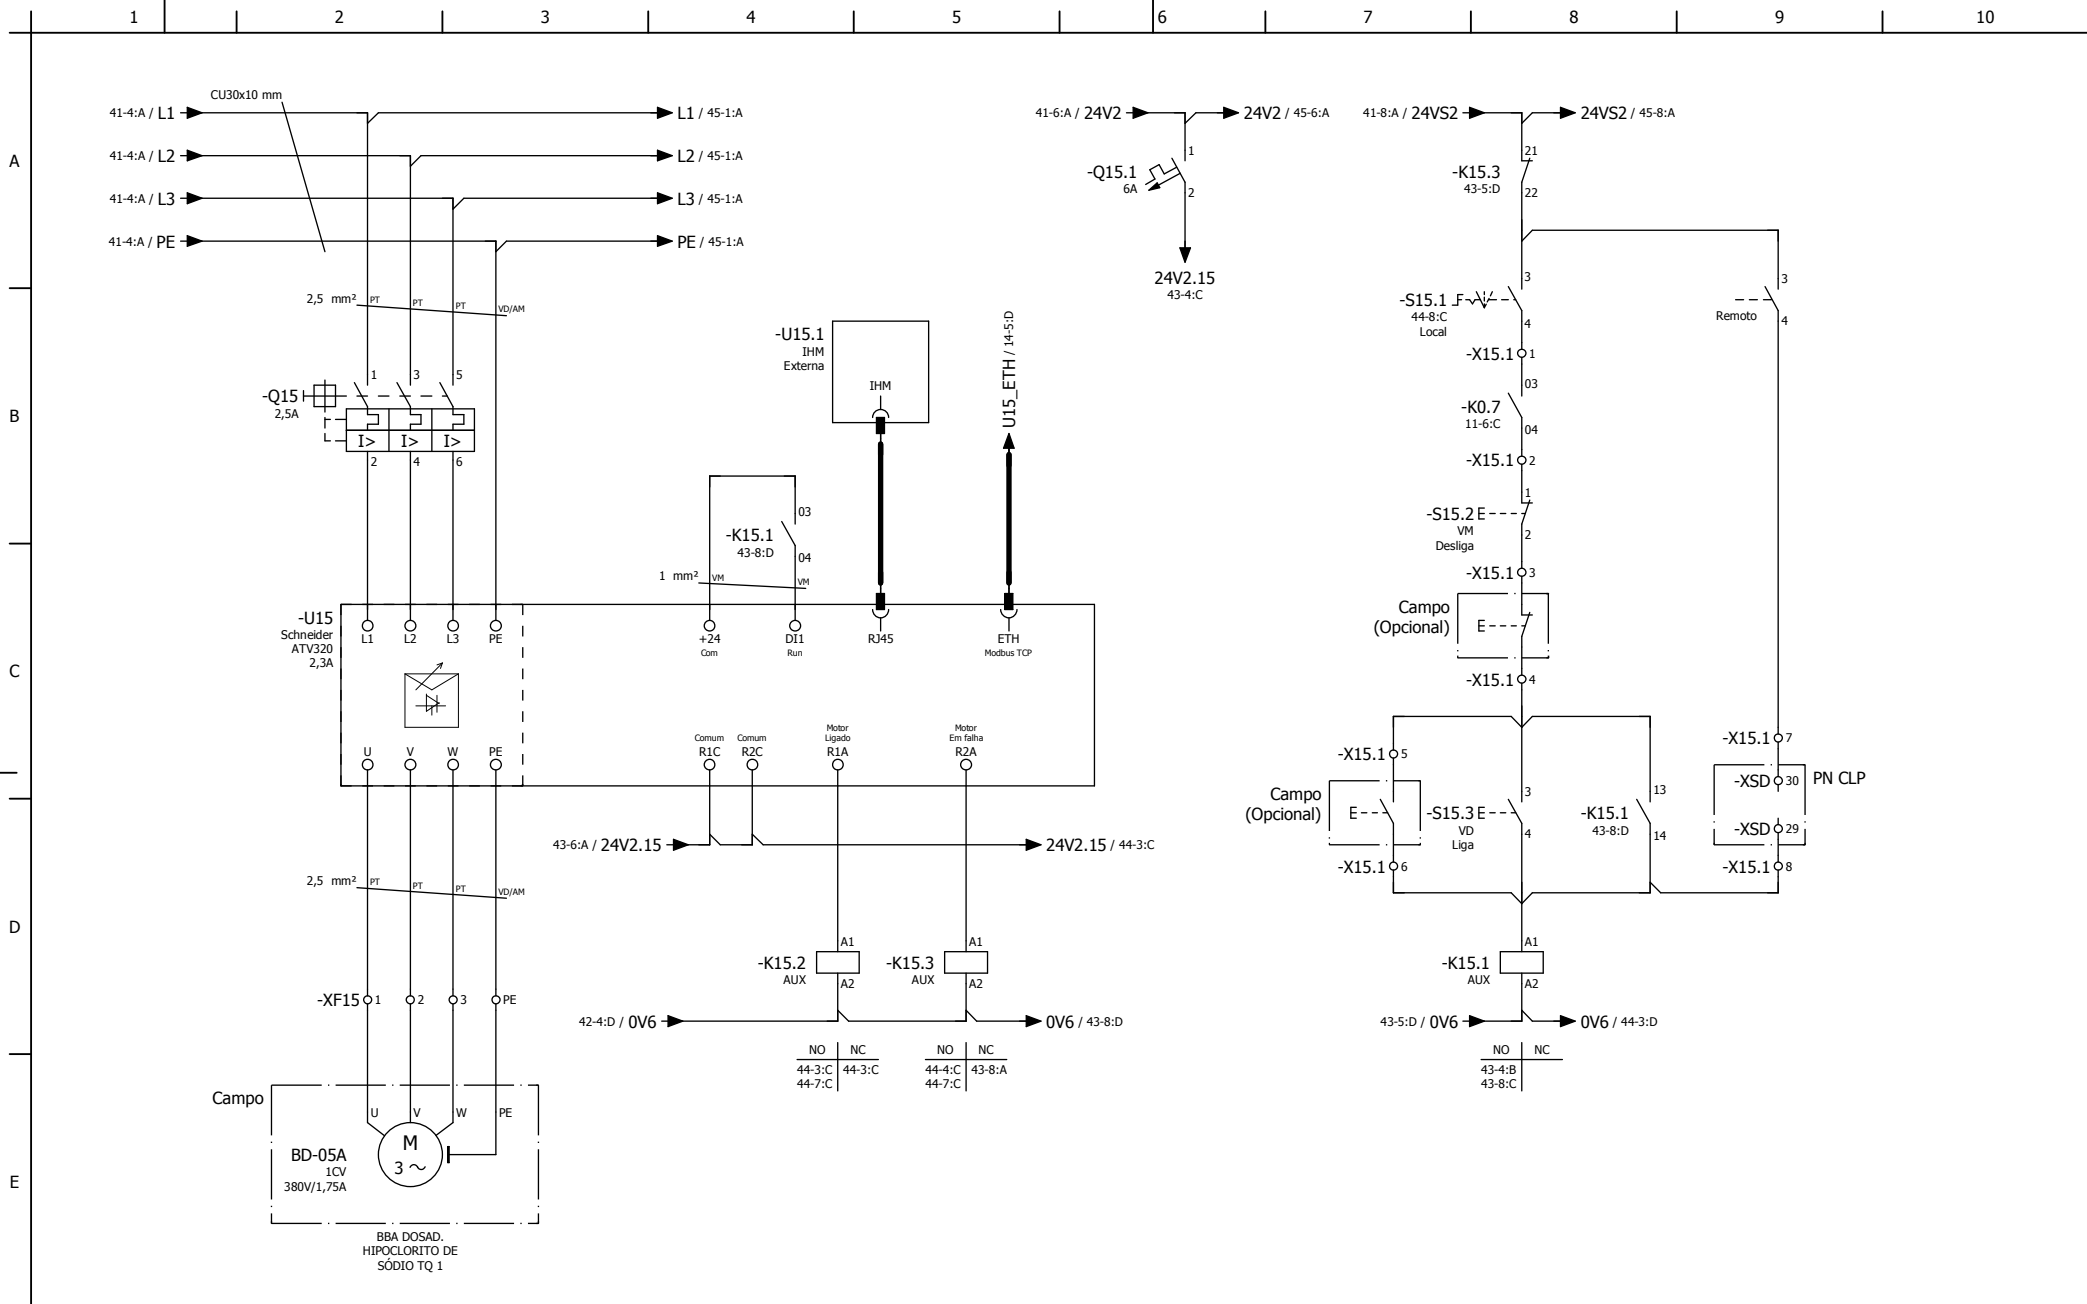 1 2 3 4 5 6 7 8 9 10
A
B
C
D
E
CU30x10 mm
41-4:A / L1
L1 / 45-1:A
41-4:A / L2
L2 / 45-1:A
41-4:A / L3
L3 / 45-1:A
41-4:A / PE
PE / 45-1:A
2,5 mm²
PT PT PT VD/AM
1 3 5
-Q15
2,5A
I> I> I>
2 4 6
-U15
Schneider
ATV320
2,3A
L1 L2 L3 PE
U V W PE
2,5 mm²
PT PT PT VD/AM
-XF15 1 2 3 PE
Campo
U V W PE
M
3
BD-05A
1CV
380V/1,75A
BBA DOSAD.
HIPOCLORITO DE
SÓDIO TQ 1
-U15.1
IHM
Externa
IHM
U15_ETH / 14-5:D
03
-K15.1
43-8:D
04
1 mm²
VM VM
+24
Com
DI1
Run
RJ45
ETH
Modbus TCP
Comum
R1C
Comum
R2C
Motor
Ligado
R1A
Motor
Em falha
R2A
43-6:A / 24V2.15
24V2.15 / 44-3:C
A1
-K15.2
AUX
A2
A1
-K15.3
AUX
A2
42-4:D / 0V6
0V6 / 43-8:D
NO NC
44-3:C 44-3:C
44-7:C
NO NC
44-4:C 43-8:A
44-7:C
41-6:A / 24V2
24V2 / 45-6:A
1
-Q15.1
6A
2
24V2.15
43-4:C
41-8:A / 24VS2
24VS2 / 45-8:A
21
-K15.3
43-5:D
22
3
-S15.1
44-8:C
Local
4
3
Remoto
4
-X15.1 1
03
-K0.7
11-6:C
04
-X15.1 2
1
-S15.2 E
VM
Desliga
2
-X15.1 3
Campo
(Opcional)
E
-X15.1 4
-X15.1 5
Campo
(Opcional)
E
-X15.1 6
3
-S15.3 E
VD
Liga
4
13
-K15.1
43-8:D
14
-X15.1 7
-XSD 30
PN CLP
-XSD 29
-X15.1 8
A1
-K15.1
AUX
A2
43-5:D / 0V6
0V6 / 44-3:D
NO NC
43-4:B
43-8:C